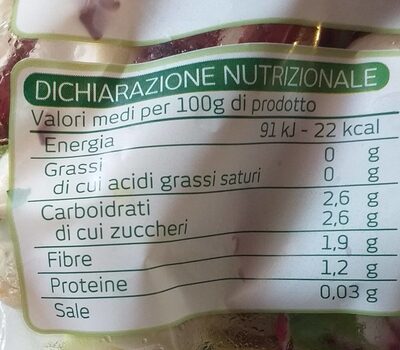 DICHIARAZIONE NUTRIZIONALE
Valori medi per 100g di prodotto
Energia 91 kJ - 22 kcal
Grassi 0 g
di cui acidi grassi saturi 0 g
Carboidrati 2,6 g
di cui zuccheri 2,6 g
Fibre 1,9 g
Proteine 1,2 g
Sale 0,03 g